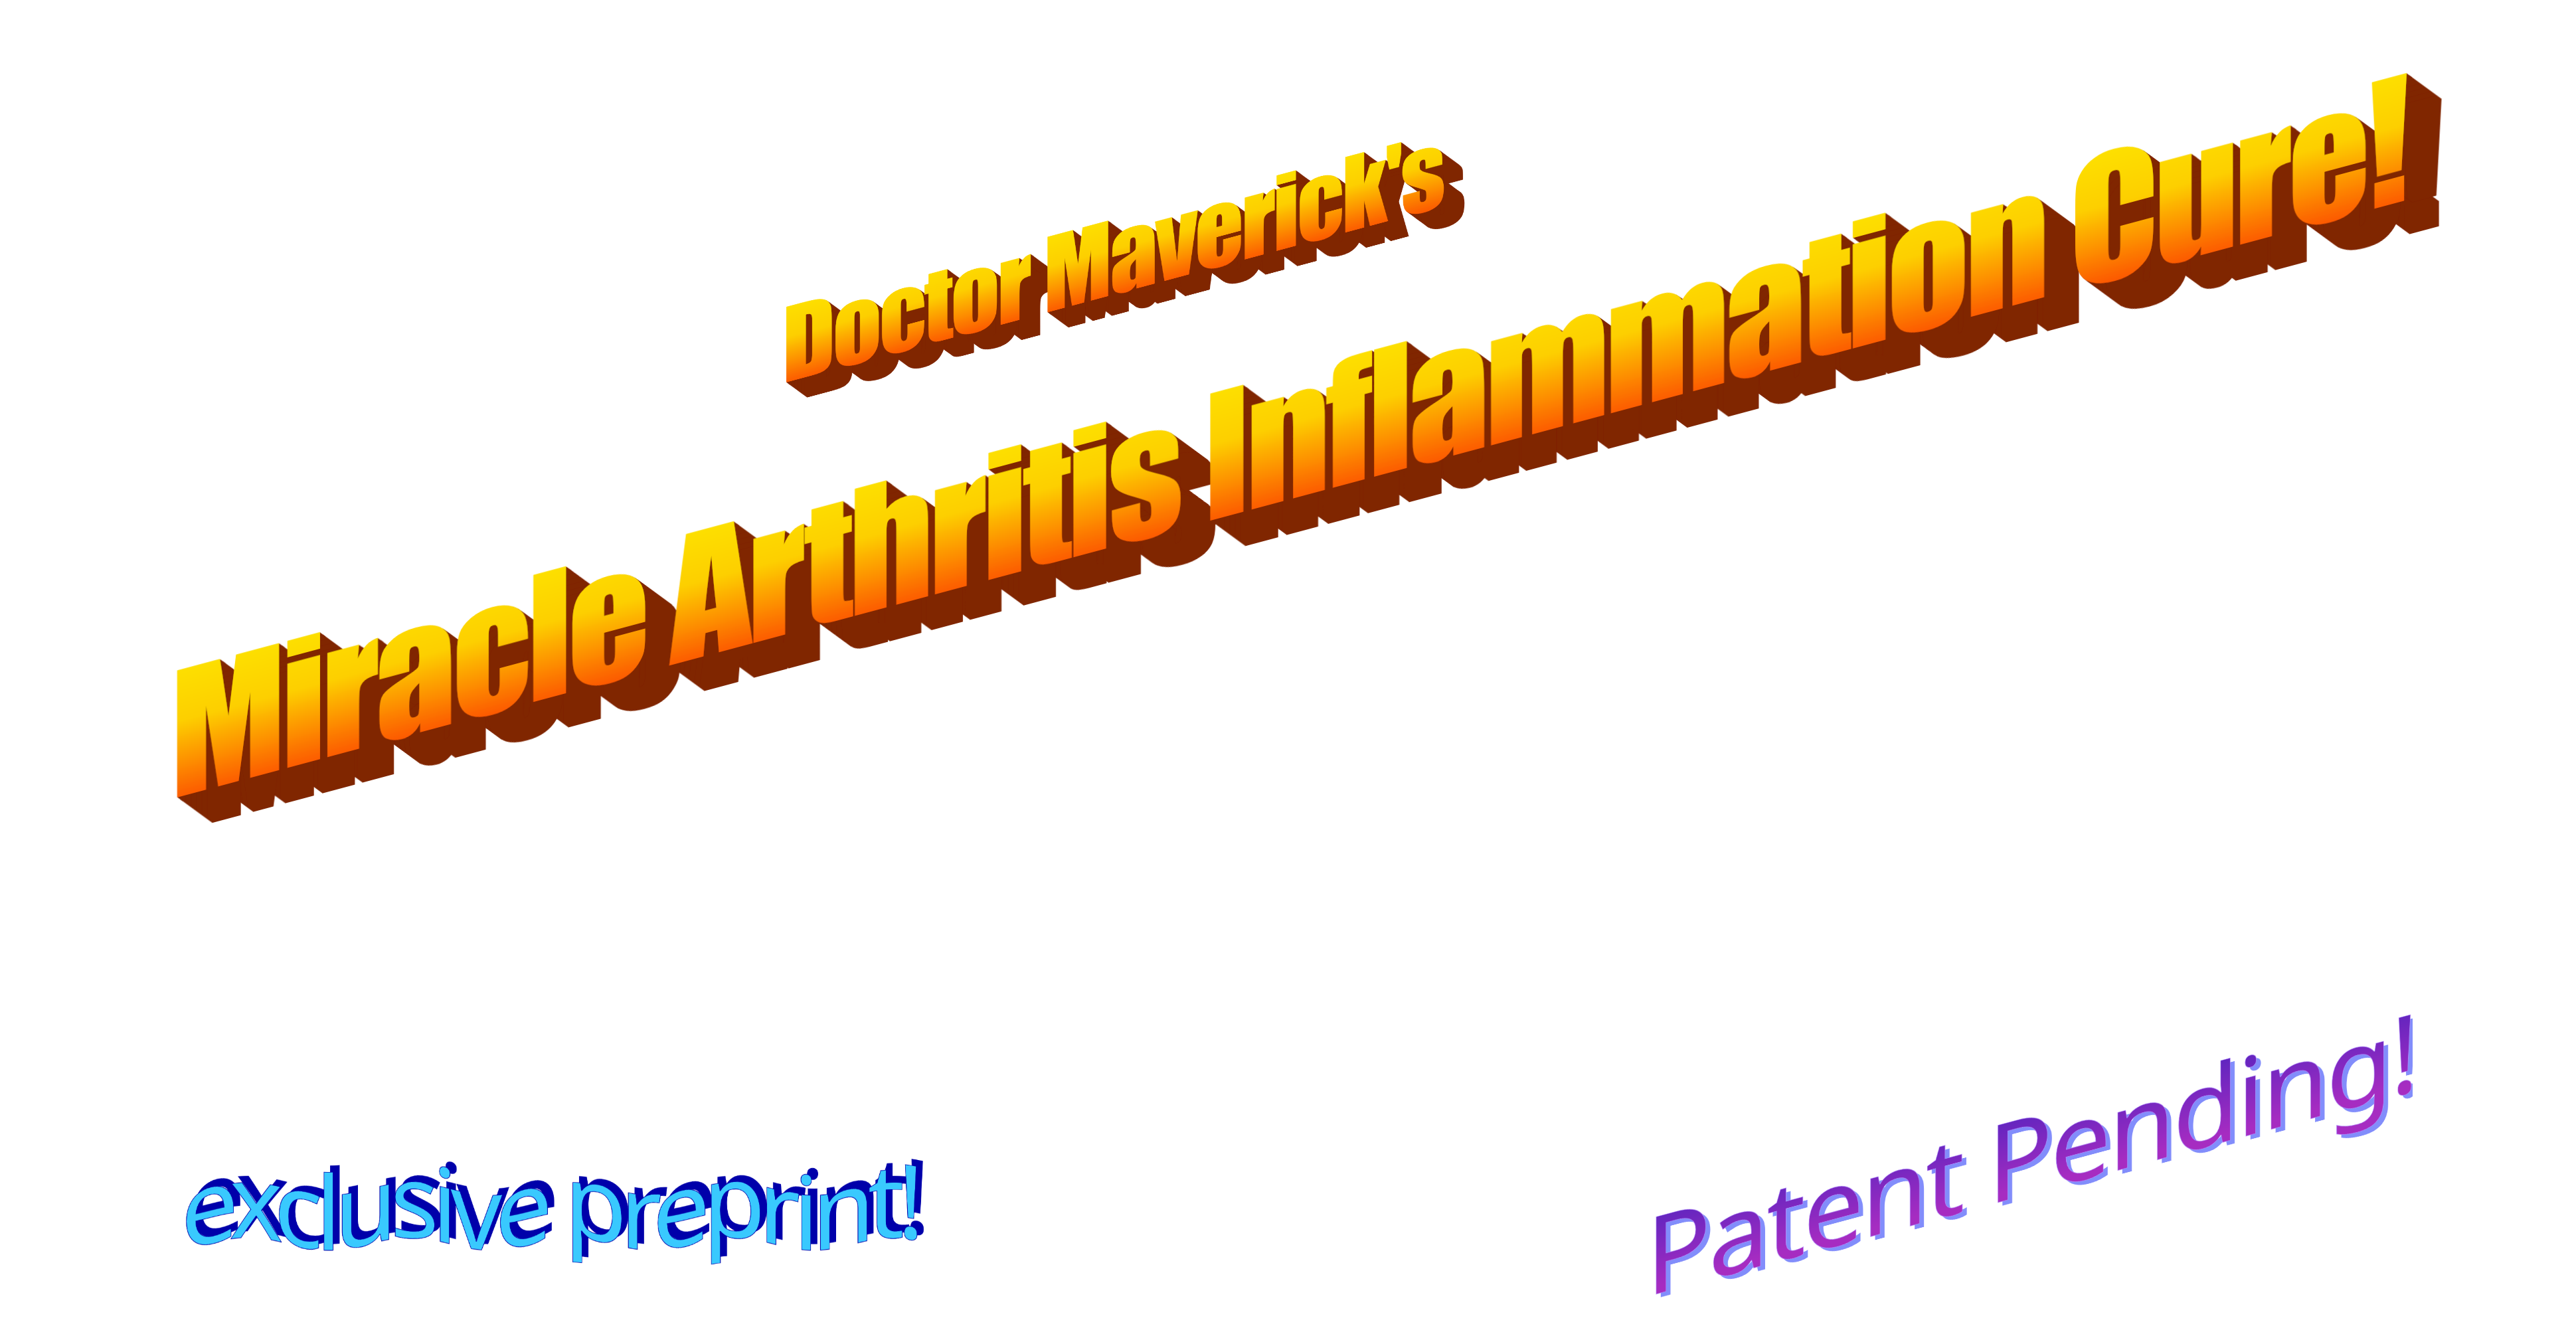 Doctor Maverick's
Miracle Arthritis Inflammation Cure!
exclusive preprint!
Patent Pending!